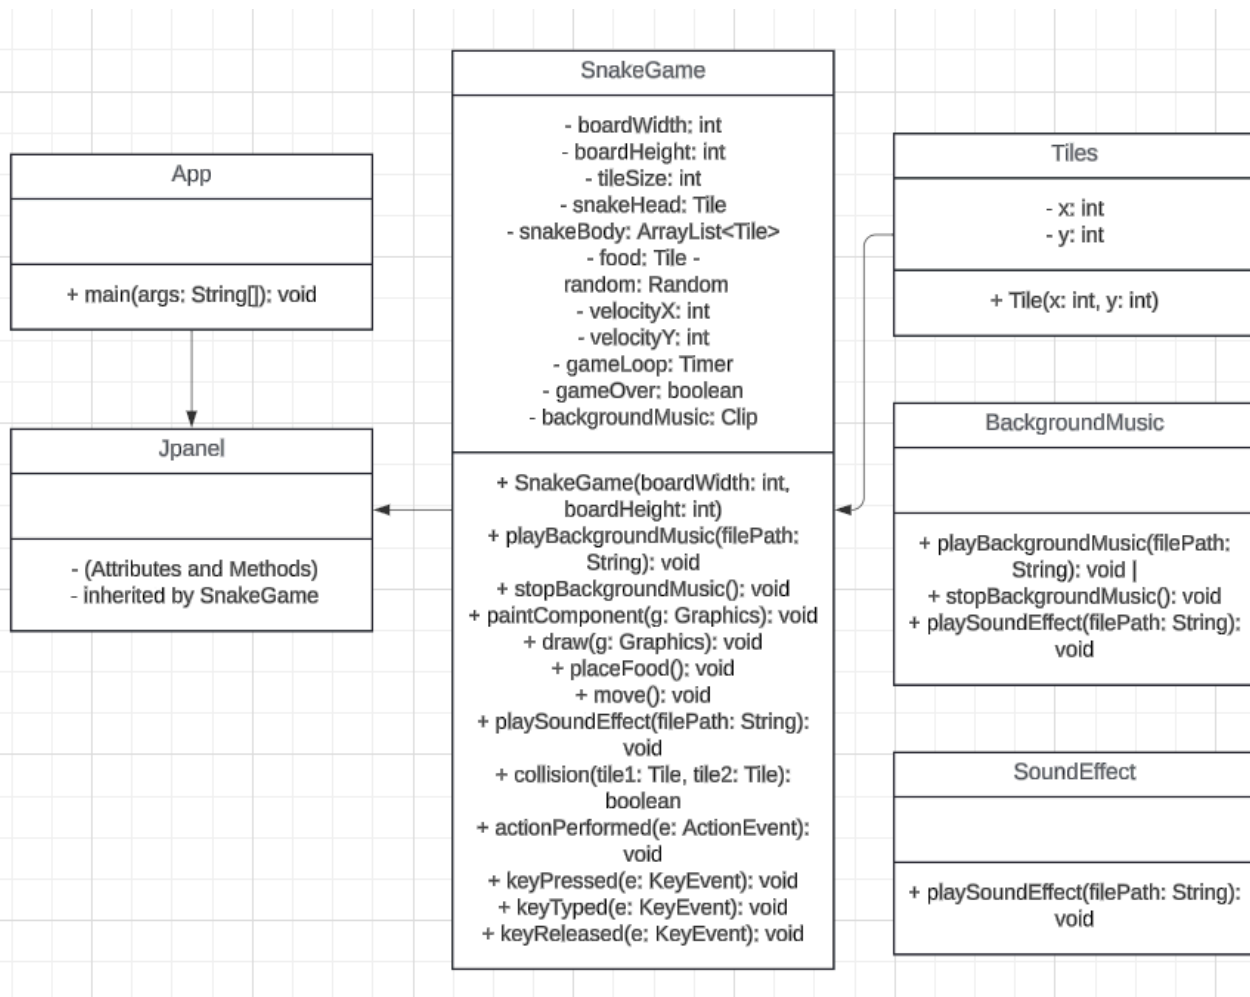 App
+ main(args: String[]): void
Jpanel
- (Attributes and Methods)
- inherited by SnakeGame
SnakeGame
- boardWidth: int
- boardHeight: int
- tileSize: int
- snakeHead: Tile
- snakeBody: ArrayList<Tile>
- food: Tile -
random: Random
- velocityX: int
- velocityY: int
- gameLoop: Timer
- gameOver: boolean
- backgroundMusic: Clip
+ SnakeGame(boardWidth: int,
boardHeight: int)
+ playBackgroundMusic(filePath:
String): void
+ stopBackgroundMusic(): void
+ paintComponent(g: Graphics): void
+ draw(g: Graphics): void
+ placeFood(): void
+ move(): void
+ playSoundEffect(filePath: String):
void
+ collision(tile1: Tile, tile2: Tile):
boolean
+ actionPerformed(e: ActionEvent):
void
+ keyPressed(e: KeyEvent): void
+ keyTyped(e: KeyEvent): void
+ keyReleased(e: KeyEvent): void
Tiles
- x: int
- y: int
+ Tile(x: int, y: int)
BackgroundMusic
+ playBackgroundMusic(filePath:
String): void |
+ stopBackgroundMusic(): void
+ playSoundEffect(filePath: String):
void
SoundEffect
+ playSoundEffect(filePath: String):
void